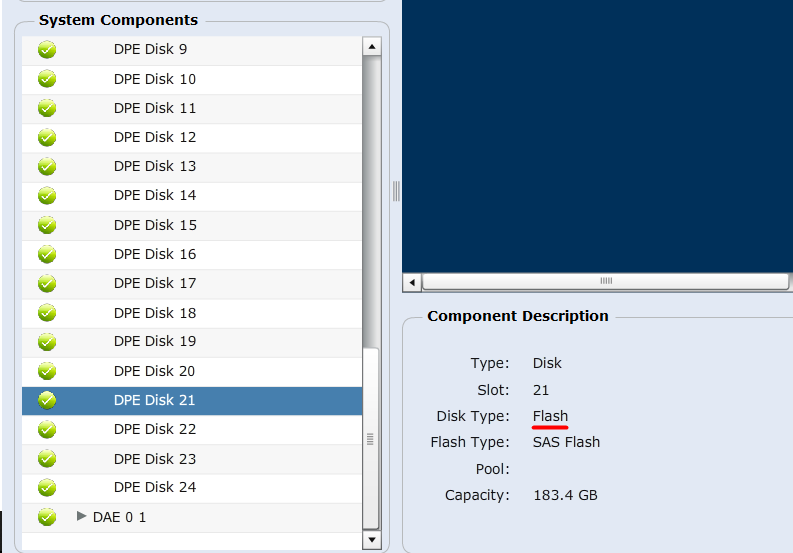 System Components
DPE Disk 9
DPE Disk 10
DPE Disk 11
DPE Disk 12
DPE Disk 13
DPE Disk 14
DPE Disk 15
DPE Disk 16
DPE Disk 17
DPE Disk 18
DPE Disk 19
DPE Disk 20
DPE Disk 21
DPE Disk 22
DPE Disk 23
DPE Disk 24
DAE 0 1
Component Description
Type: Disk
Slot: 21
Disk Type: Flash
Flash Type: SAS Flash
Pool:
Capacity: 183.4 GB